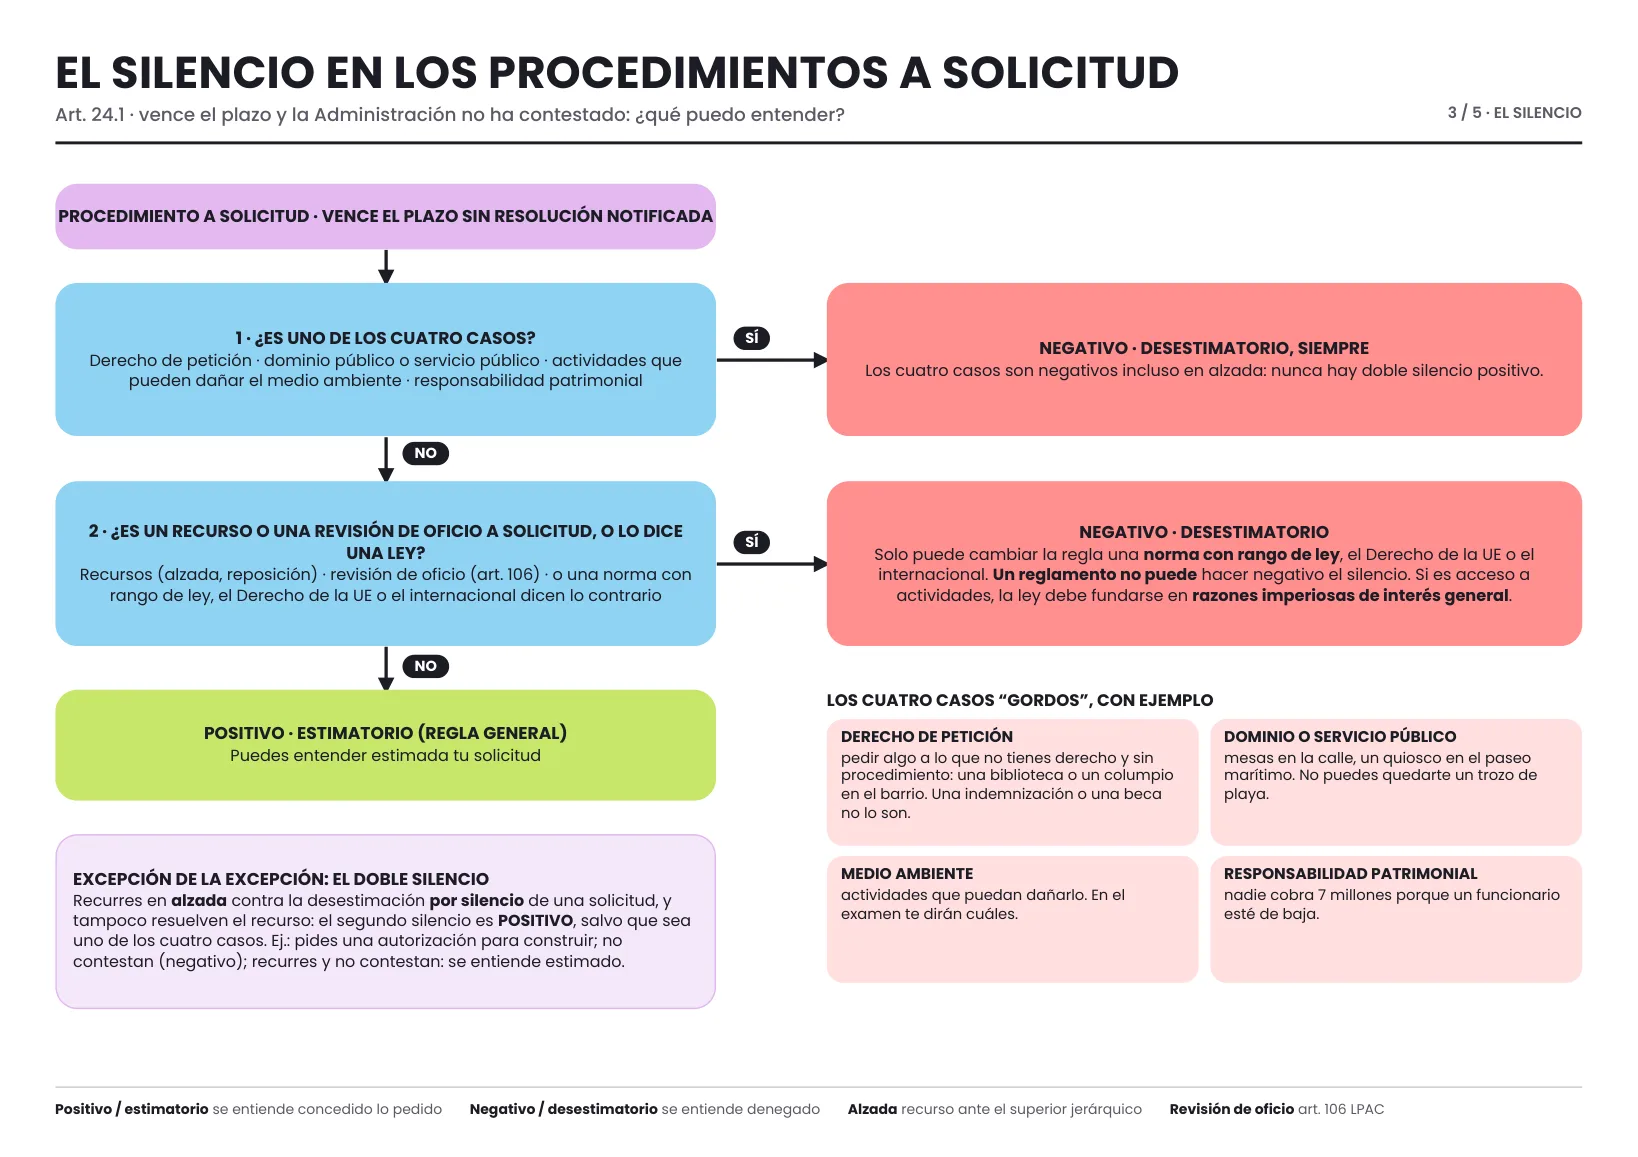 EL SILENCIO EN LOS PROCEDIMIENTOS A SOLICITUD
Art. 24.1 · vence el plazo y la Administración no ha contestado: ¿qué puedo entender?
3 / 5 · EL SILENCIO
PROCEDIMIENTO A SOLICITUD · VENCE EL PLAZO SIN RESOLUCIÓN NOTIFICADA
1 · ¿ES UNO DE LOS CUATRO CASOS?
Derecho de petición · dominio público o servicio público · actividades que
pueden dañar el medio ambiente · responsabilidad patrimonial
SÍ
NEGATIVO · DESESTIMATORIO, SIEMPRE
Los cuatro casos son negativos incluso en alzada: nunca hay doble silencio positivo.
NO
2 · ¿ES UN RECURSO O UNA REVISIÓN DE OFICIO A SOLICITUD, O LO DICE
UNA LEY?
Recursos (alzada, reposición) · revisión de oficio (art. 106) · o una norma con
rango de ley, el Derecho de la UE o el internacional dicen lo contrario
SÍ
NEGATIVO · DESESTIMATORIO
Solo puede cambiar la regla una norma con rango de ley, el Derecho de la UE o el
internacional. Un reglamento no puede hacer negativo el silencio. Si es acceso a
actividades, la ley debe fundarse en razones imperiosas de interés general.
NO
POSITIVO · ESTIMATORIO (REGLA GENERAL)
Puedes entender estimada tu solicitud
EXCEPCIÓN DE LA EXCEPCIÓN: EL DOBLE SILENCIO
Recurres en alzada contra la desestimación por silencio de una solicitud, y
tampoco resuelven el recurso: el segundo silencio es POSITIVO, salvo que sea
uno de los cuatro casos. Ej.: pides una autorización para construir; no
contestan (negativo); recurres y no contestan: se entiende estimado.
LOS CUATRO CASOS “GORDOS”, CON EJEMPLO
DERECHO DE PETICIÓN
pedir algo a lo que no tienes derecho y sin
procedimiento: una biblioteca o un columpio
en el barrio. Una indemnización o una beca
no lo son.
DOMINIO O SERVICIO PÚBLICO
mesas en la calle, un quiosco en el paseo
marítimo. No puedes quedarte un trozo de
playa.
MEDIO AMBIENTE
actividades que puedan dañarlo. En el
examen te dirán cuáles.
RESPONSABILIDAD PATRIMONIAL
nadie cobra 7 millones porque un funcionario
esté de baja.
Positivo / estimatorio se entiende concedido lo pedido
Negativo / desestimatorio se entiende denegado
Alzada recurso ante el superior jerárquico
Revisión de oficio art. 106 LPAC